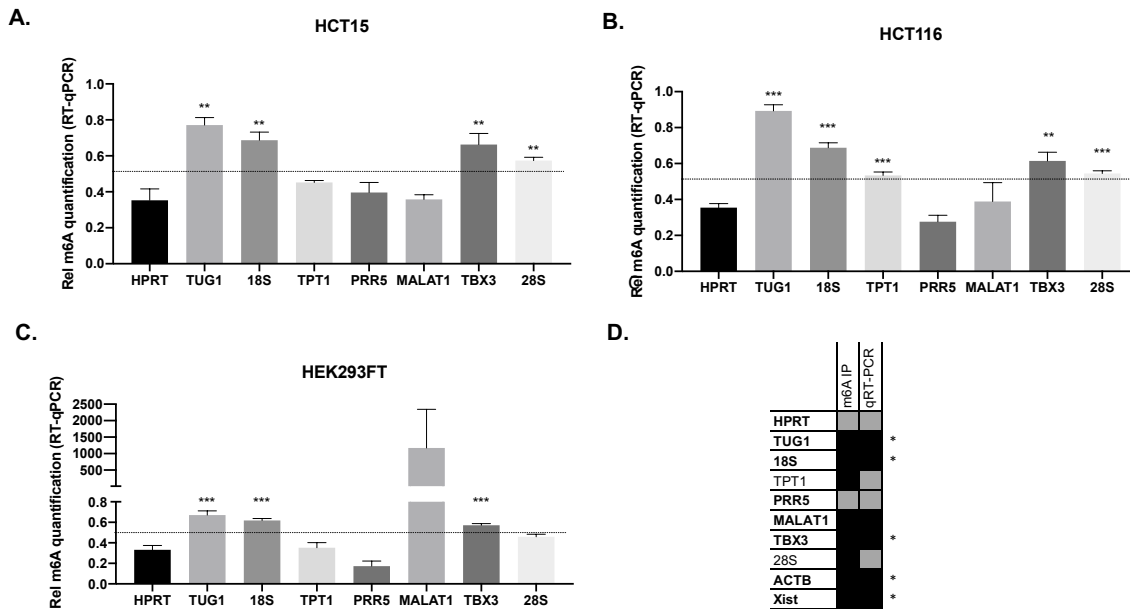 A.
HCT15
Rel m6A quantification (RT-qPCR)
1.0
0.8
0.6
0.4
0.2
0.0
** ** ** **
HPRT TUG1 18S TPT1 PRR5 MALAT1 TBX3 28S
B.
HCT116
Rel m6A quantification (RT-qPCR)
1.0
0.8
0.6
0.4
0.2
0.0
*** *** *** ** ***
HPRT TUG1 18S TPT1 PRR5 MALAT1 TBX3 28S
C.
HEK293FT
Rel m6A quantification (RT-qPCR)
2500
2000
1500
1000
500
0.8
0.6
0.4
0.2
0.0
*** *** ***
HPRT TUG1 18S TPT1 PRR5 MALAT1 TBX3 28S
D.
m6A IP qRT-PCR
HPRT
TUG1 *
18S *
TPT1
PRR5
MALAT1
TBX3 *
28S
ACTB *
Xist *